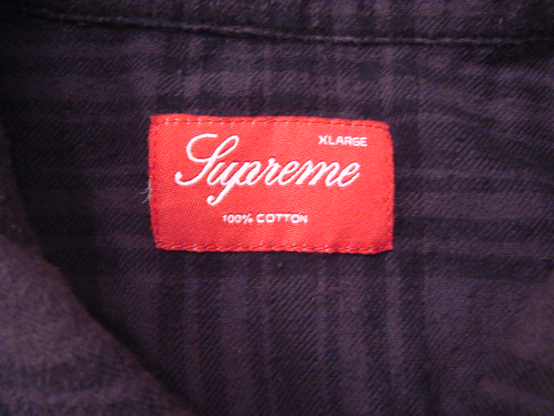 XLARGE
Supreme
100% COTTON